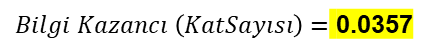 Bilgi Kazancı (KatSayısı) = 0.0357